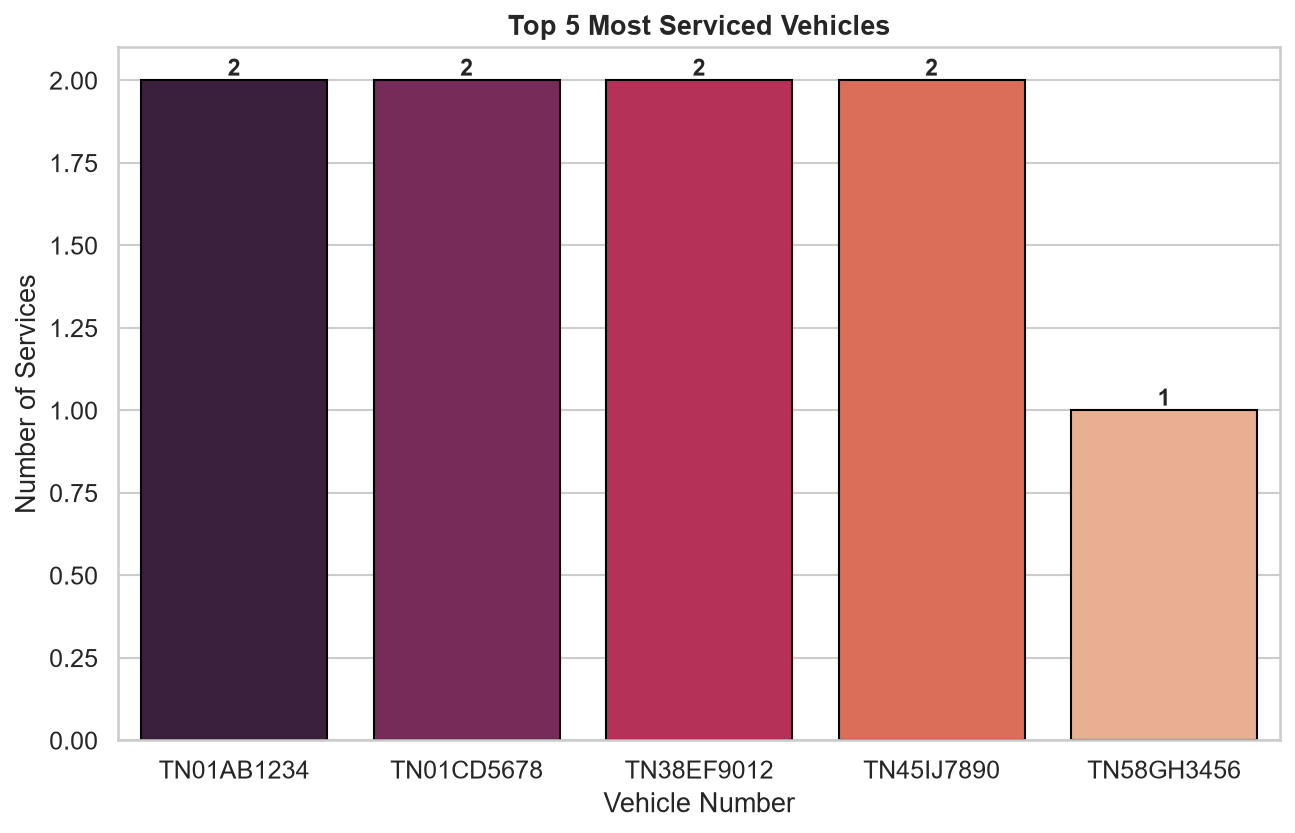 Top 5 Most Serviced Vehicles
2 2 2 2 1
2.00
1.75
1.50
1.25
1.00
0.75
0.50
0.25
0.00
Number of Services
TN01AB1234 TN01CD5678 TN38EF9012 TN45IJ7890 TN58GH3456
Vehicle Number